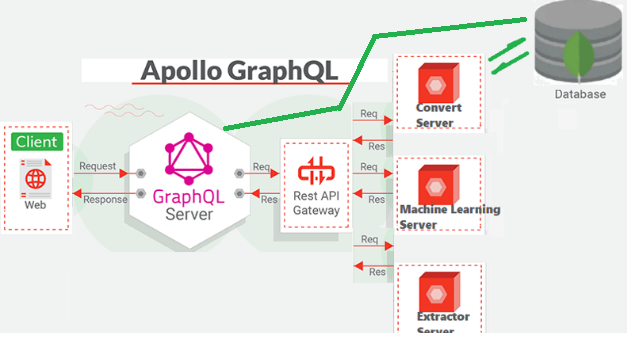 Apollo GraphQL
Database
Client
Web
Request
Response
GraphQL
Server
Req
Res
Rest API
Gateway
Req
Res
Convert
Server
Req
Res
Machine Learning
Server
Req
Res
Extractor
Server